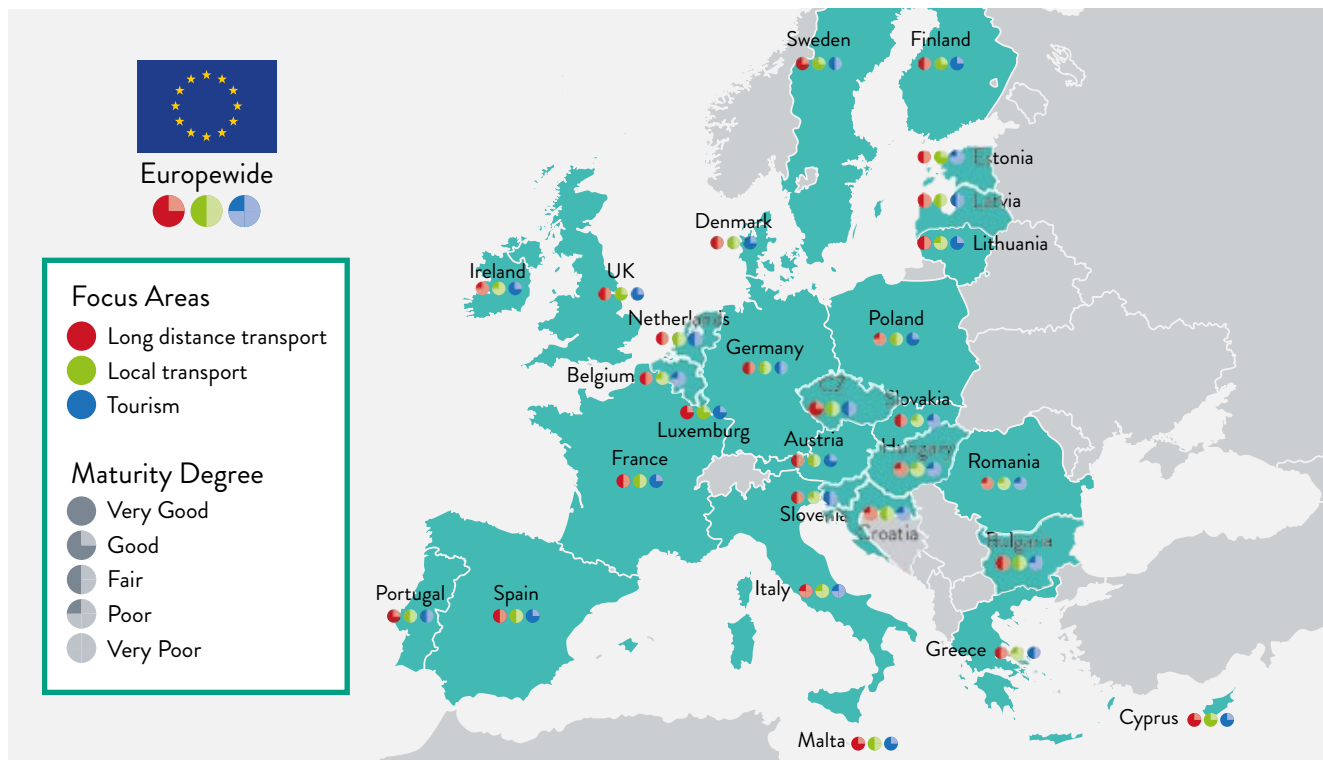 Sweden
Finland
Europewide
Estonia
Latvia
Denmark
Lithuania
Ireland
UK
Focus Areas
Long distance transport
Local transport
Tourism
Netherlands
Poland
Germany
Belgium
CZ
Slovakia
Luxemburg
Austria
Hungary
France
Romania
Maturity Degree
Very Good
Good
Fair
Poor
Very Poor
Slovenia
Croatia
Bulgaria
Portugal
Spain
Italy
Greece
Cyprus
Malta